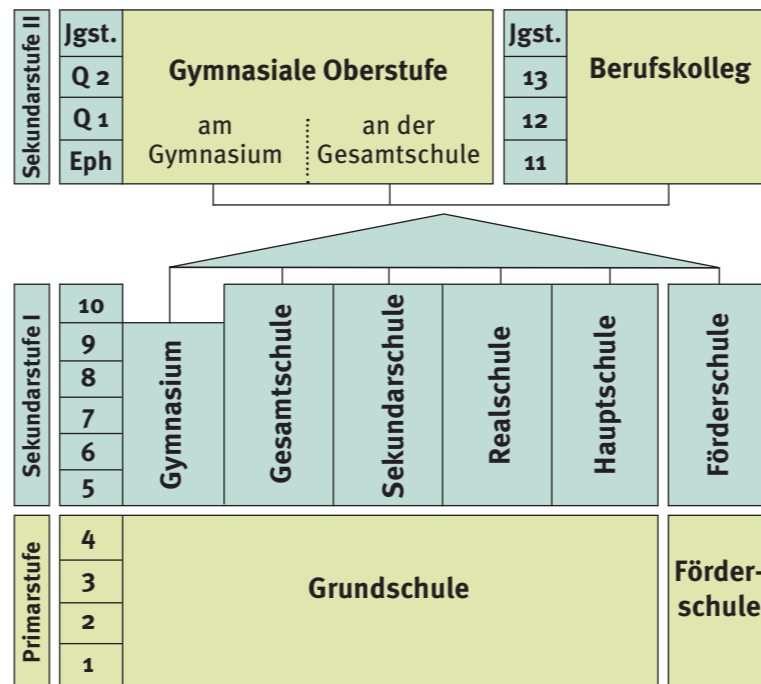 Sekundarstufe II
Jgst.
Q 2
Q 1
Eph
Gymnasiale Oberstufe
am
Gymnasium
an der
Gesamtschule
Jgst.
13
12
11
Berufskolleg
Sekundarstufe I
10
9
8
7
6
5
Gymnasium
Gesamtschule
Sekundarschule
Realschule
Hauptschule
Förderschule
Primarstufe
4
3
2
1
Grundschule
Förder-
schule